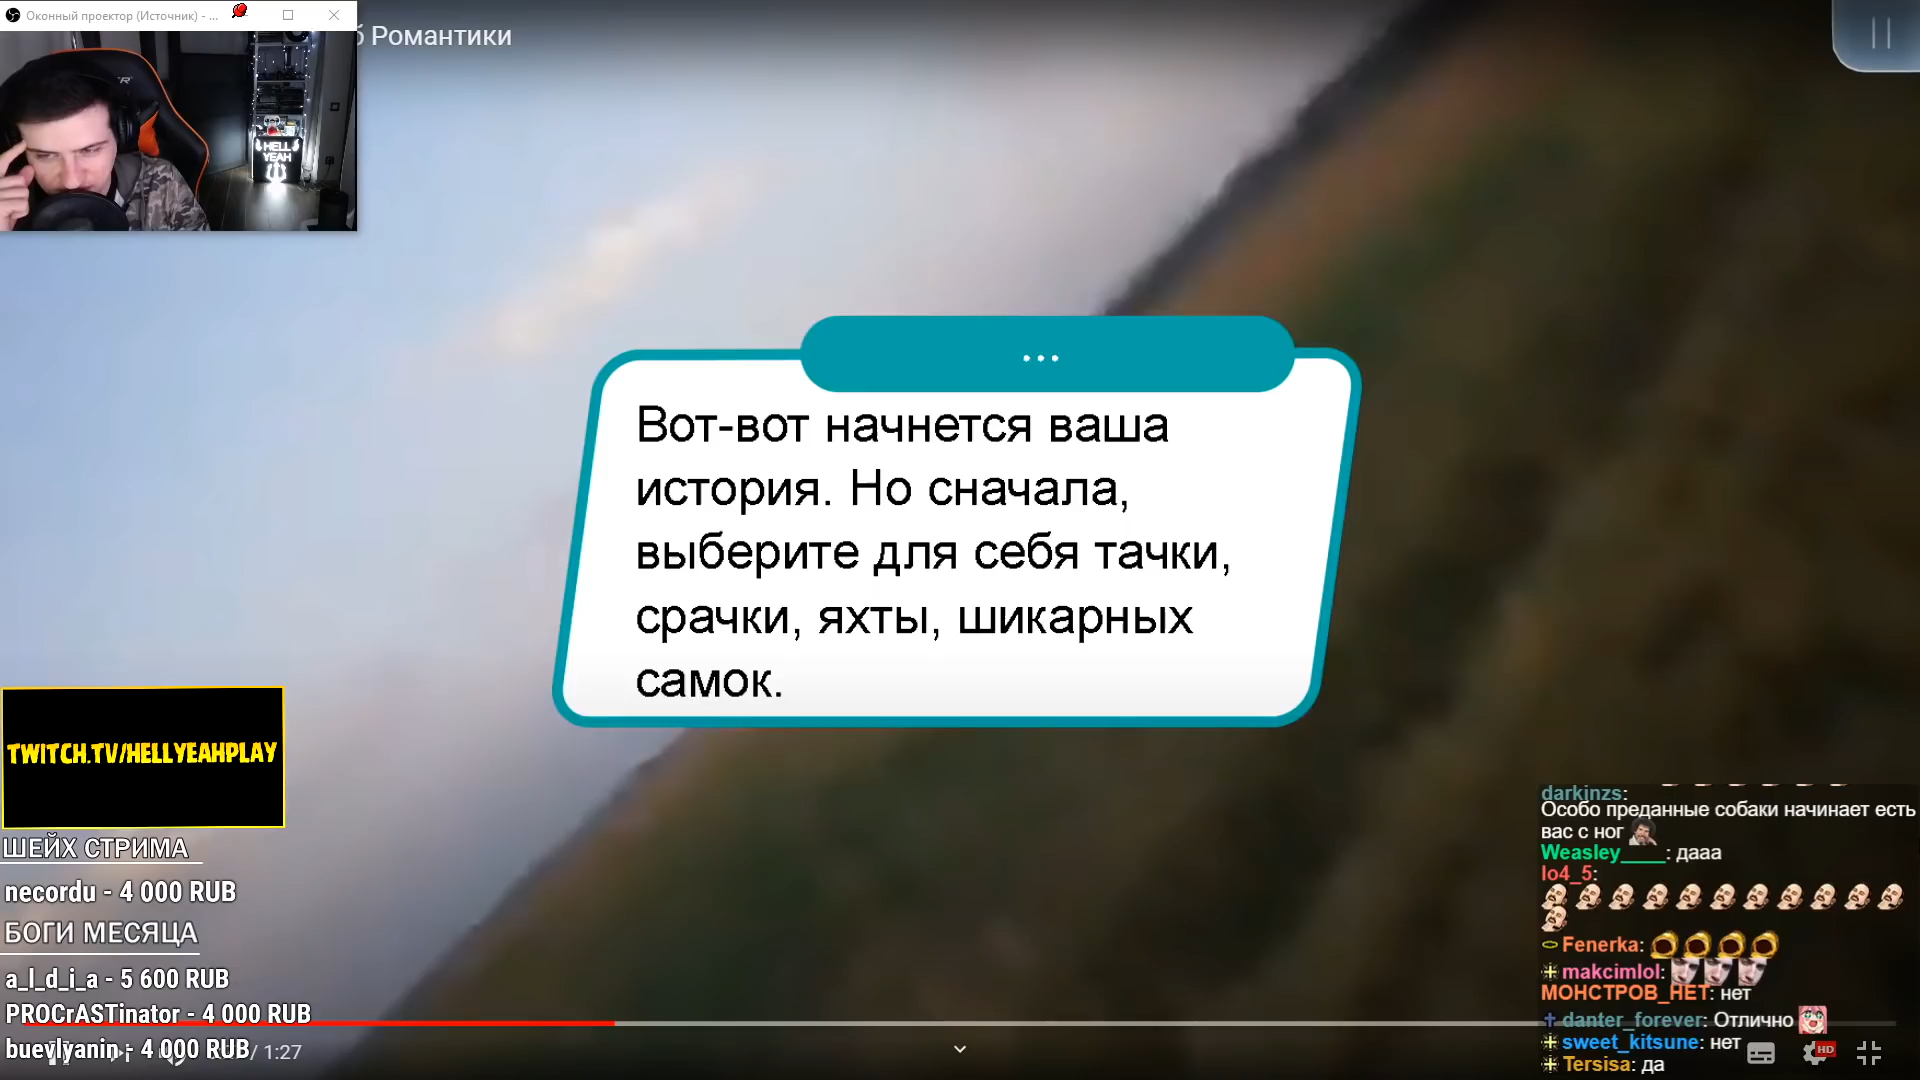 Оконный проектор (Источник) - ...
б Романтики
HELL
YEAH
...
Вот-вот начнется ваша
история. Но сначала,
выберите для себя тачки,
срачки, яхты, шикарных
самок.
TWITCH.TV/HELLYEAHPLAY
ШЕЙХ СТРИМА
necordu - 4 000 RUB
БОГИ МЕСЯЦА
a_l_d_i_a - 5 600 RUB
PROCrASTinator - 4 000 RUB
buevlyanin - 4 000 RUB
/ 1:27
darkinzs:
Особо преданные собаки начинает есть
вас с ног
Weasley____: дааа
lo4_5:
Fenerka:
makcimlol:
МОНСТРОВ_НЕТ: нет
danter_forever: Отлично
sweet_kitsune: нет
Tersisa: да
HD